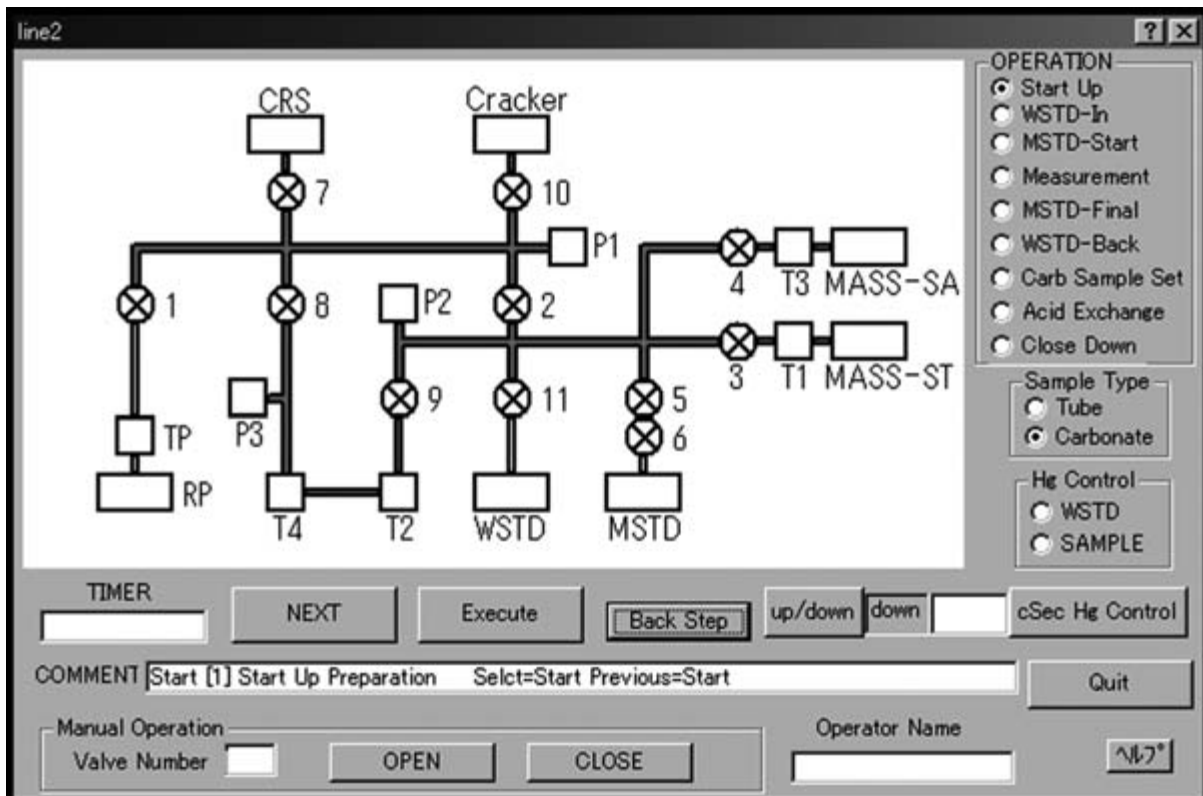 line2
CRS
Cracker
7
10
P1
1
8
P2
2
4
T3
MASS-SA
P3
9
11
3
T1
MASS-ST
5
6
TP
RP
T4
T2
WSTD
MSTD
OPERATION
Start Up
WSTD-In
MSTD-Start
Measurement
MSTD-Final
WSTD-Back
Carb Sample Set
Acid Exchange
Close Down
Sample Type
Tube
Carbonate
Hg Control
WSTD
SAMPLE
TIMER
NEXT
Execute
Back Step
up/down
down
cSec Hg Control
COMMENT Start [1] Start Up Preparation Selct=Start Previous=Start
Quit
Manual Operation
Valve Number
OPEN
CLOSE
Operator Name
ﾍﾙﾌﾟ